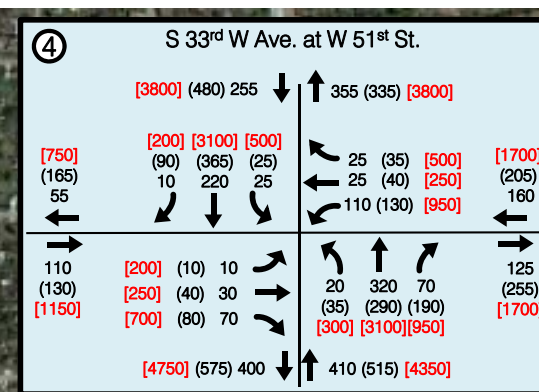 4
S 33rd W Ave. at W 51st St.
[3800] (480) 255
355 (335) [3800]
[750]
(165)
55
[200] [3100] [500]
(90) (365) (25)
10 220 25
25 (35) [500]
25 (40) [250]
110 (130) [950]
[1700]
(205)
160
110
(130)
[1150]
[200] (10) 10
[250] (40) 30
[700] (80) 70
20 320 70
(35) (290) (190)
[300] [3100][950]
125
(255)
[1700]
[4750] (575) 400
410 (515) [4350]